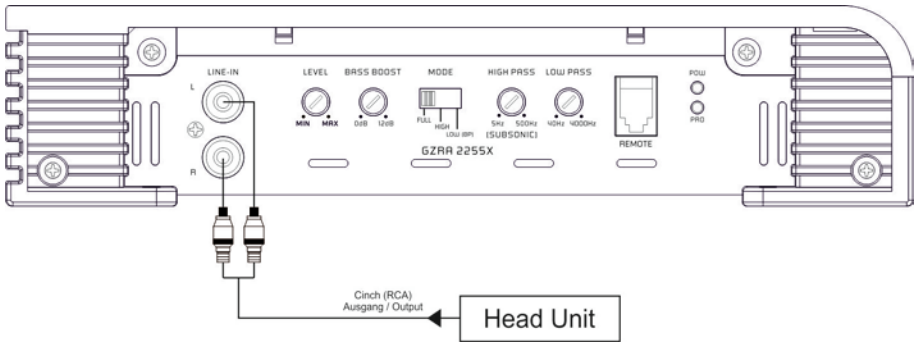 LINE-IN LEVEL BASS BOOST MODE HIGH PASS LOW PASS POW
L
PRO
MIN MAX 0dB 12dB FULL HIGH LOW (BP) 5Hz 500Hz 40Hz 4000Hz
(SUBSONIC)
REMOTE
GZRA 2255X
R
Cinch (RCA)
Ausgang / Output
Head Unit